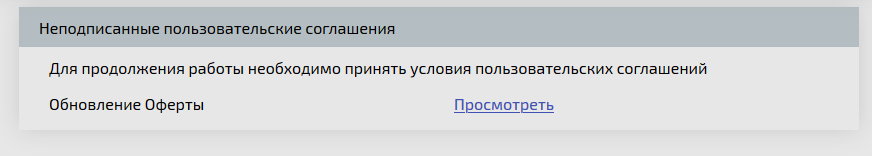 Неподписанные пользовательские соглашения
Для продолжения работы необходимо принять условия пользовательских соглашений
Обновление Оферты Просмотреть